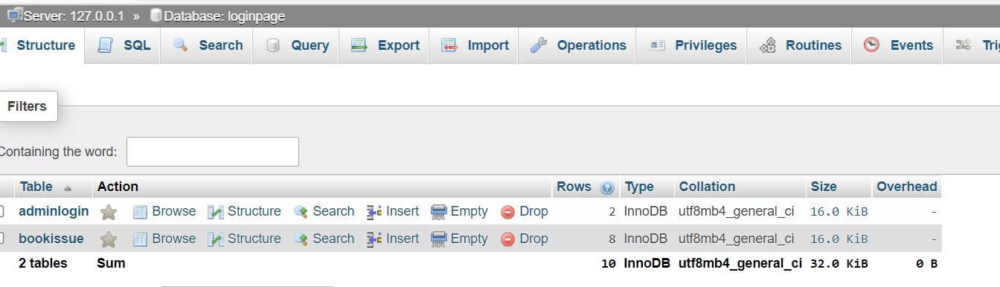 Server: 127.0.0.1 » Database: loginpage
Structure SQL Search Query Export Import Operations Privileges Routines Events
Filters
Containing the word:
Table Action Rows Type Collation Size Overhead
adminlogin Browse Structure Search Insert Empty Drop 2 InnoDB utf8mb4_general_ci 16.0 KiB -
bookissue Browse Structure Search Insert Empty Drop 8 InnoDB utf8mb4_general_ci 16.0 KiB -
2 tables Sum 10 InnoDB utf8mb4_general_ci 32.0 KiB 0 B